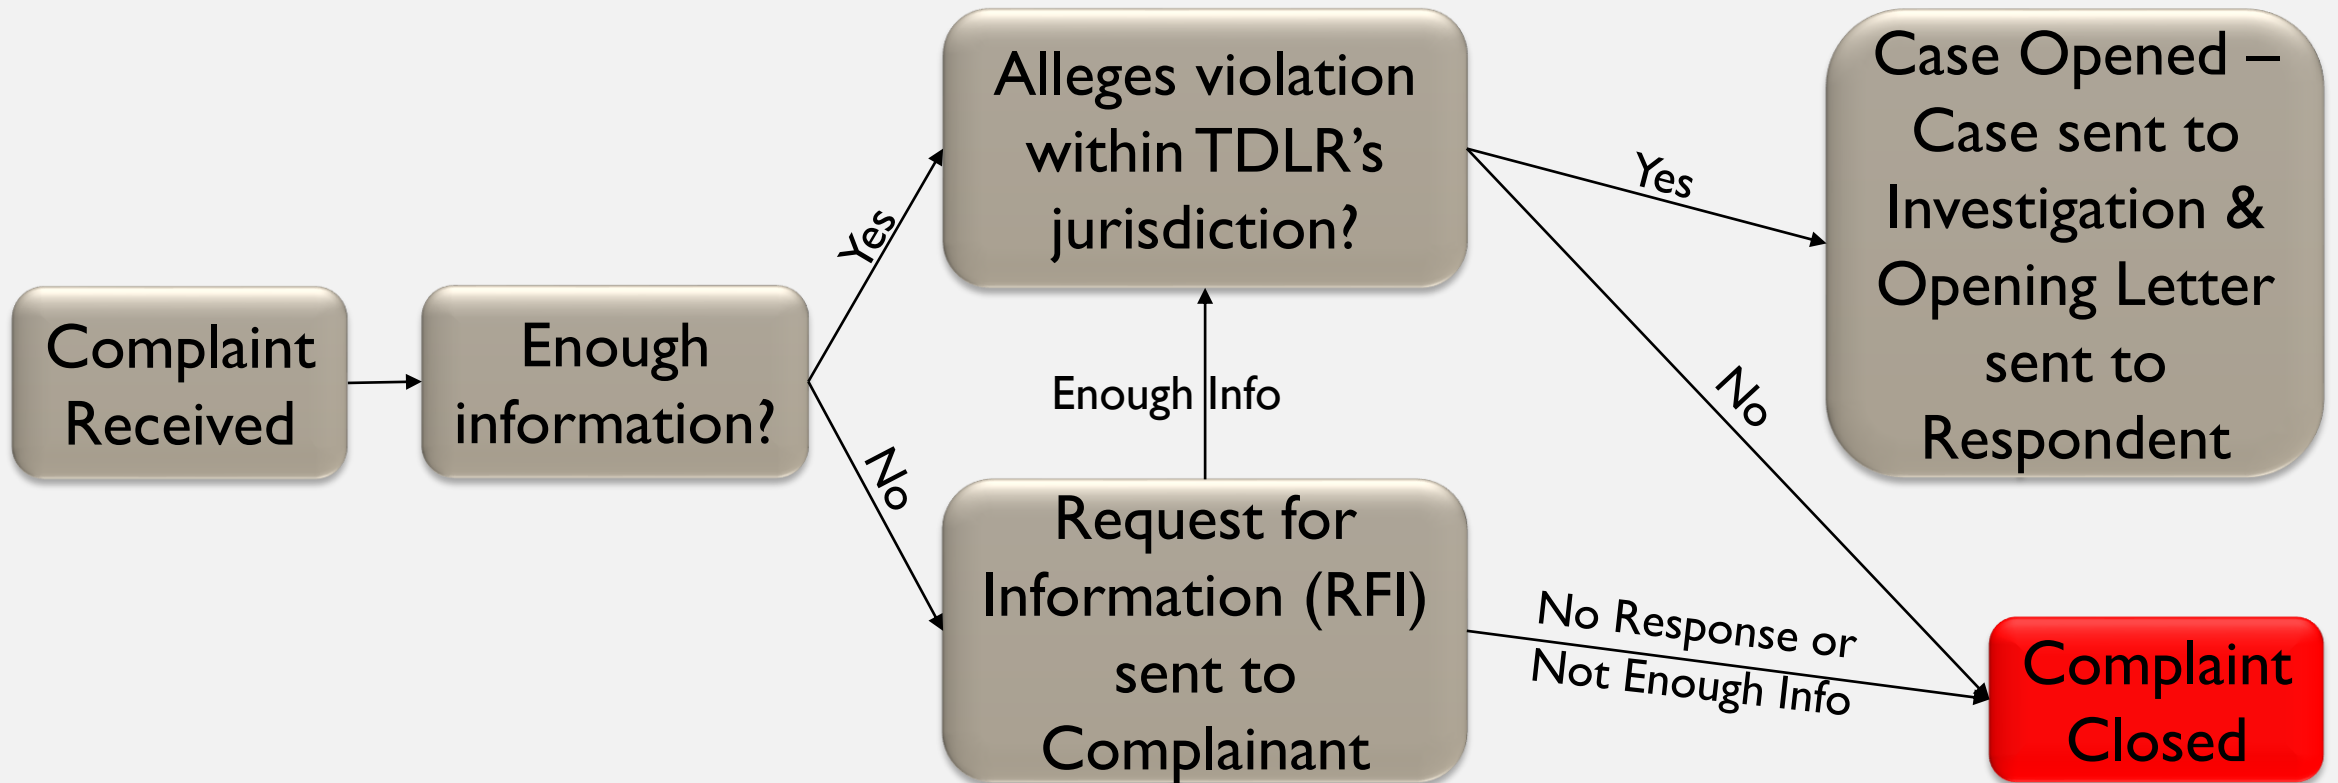 Complaint
Received
Enough
information?
Yes
No
Alleges violation
within TDLR’s
jurisdiction?
Enough Info
Request for
Information (RFI)
sent to
Complainant
Yes
No
No Response or
Not Enough Info
Case Opened –
Case sent to
Investigation &
Opening Letter
sent to
Respondent
Complaint
Closed